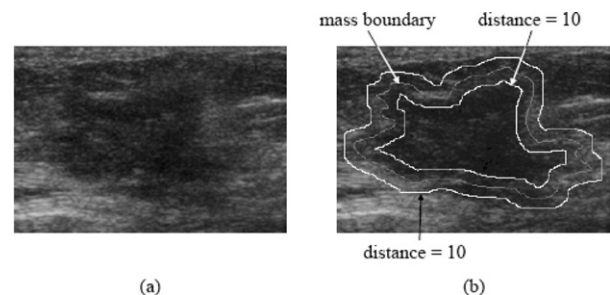 mass boundary
distance = 10
distance = 10
(a)
(b)